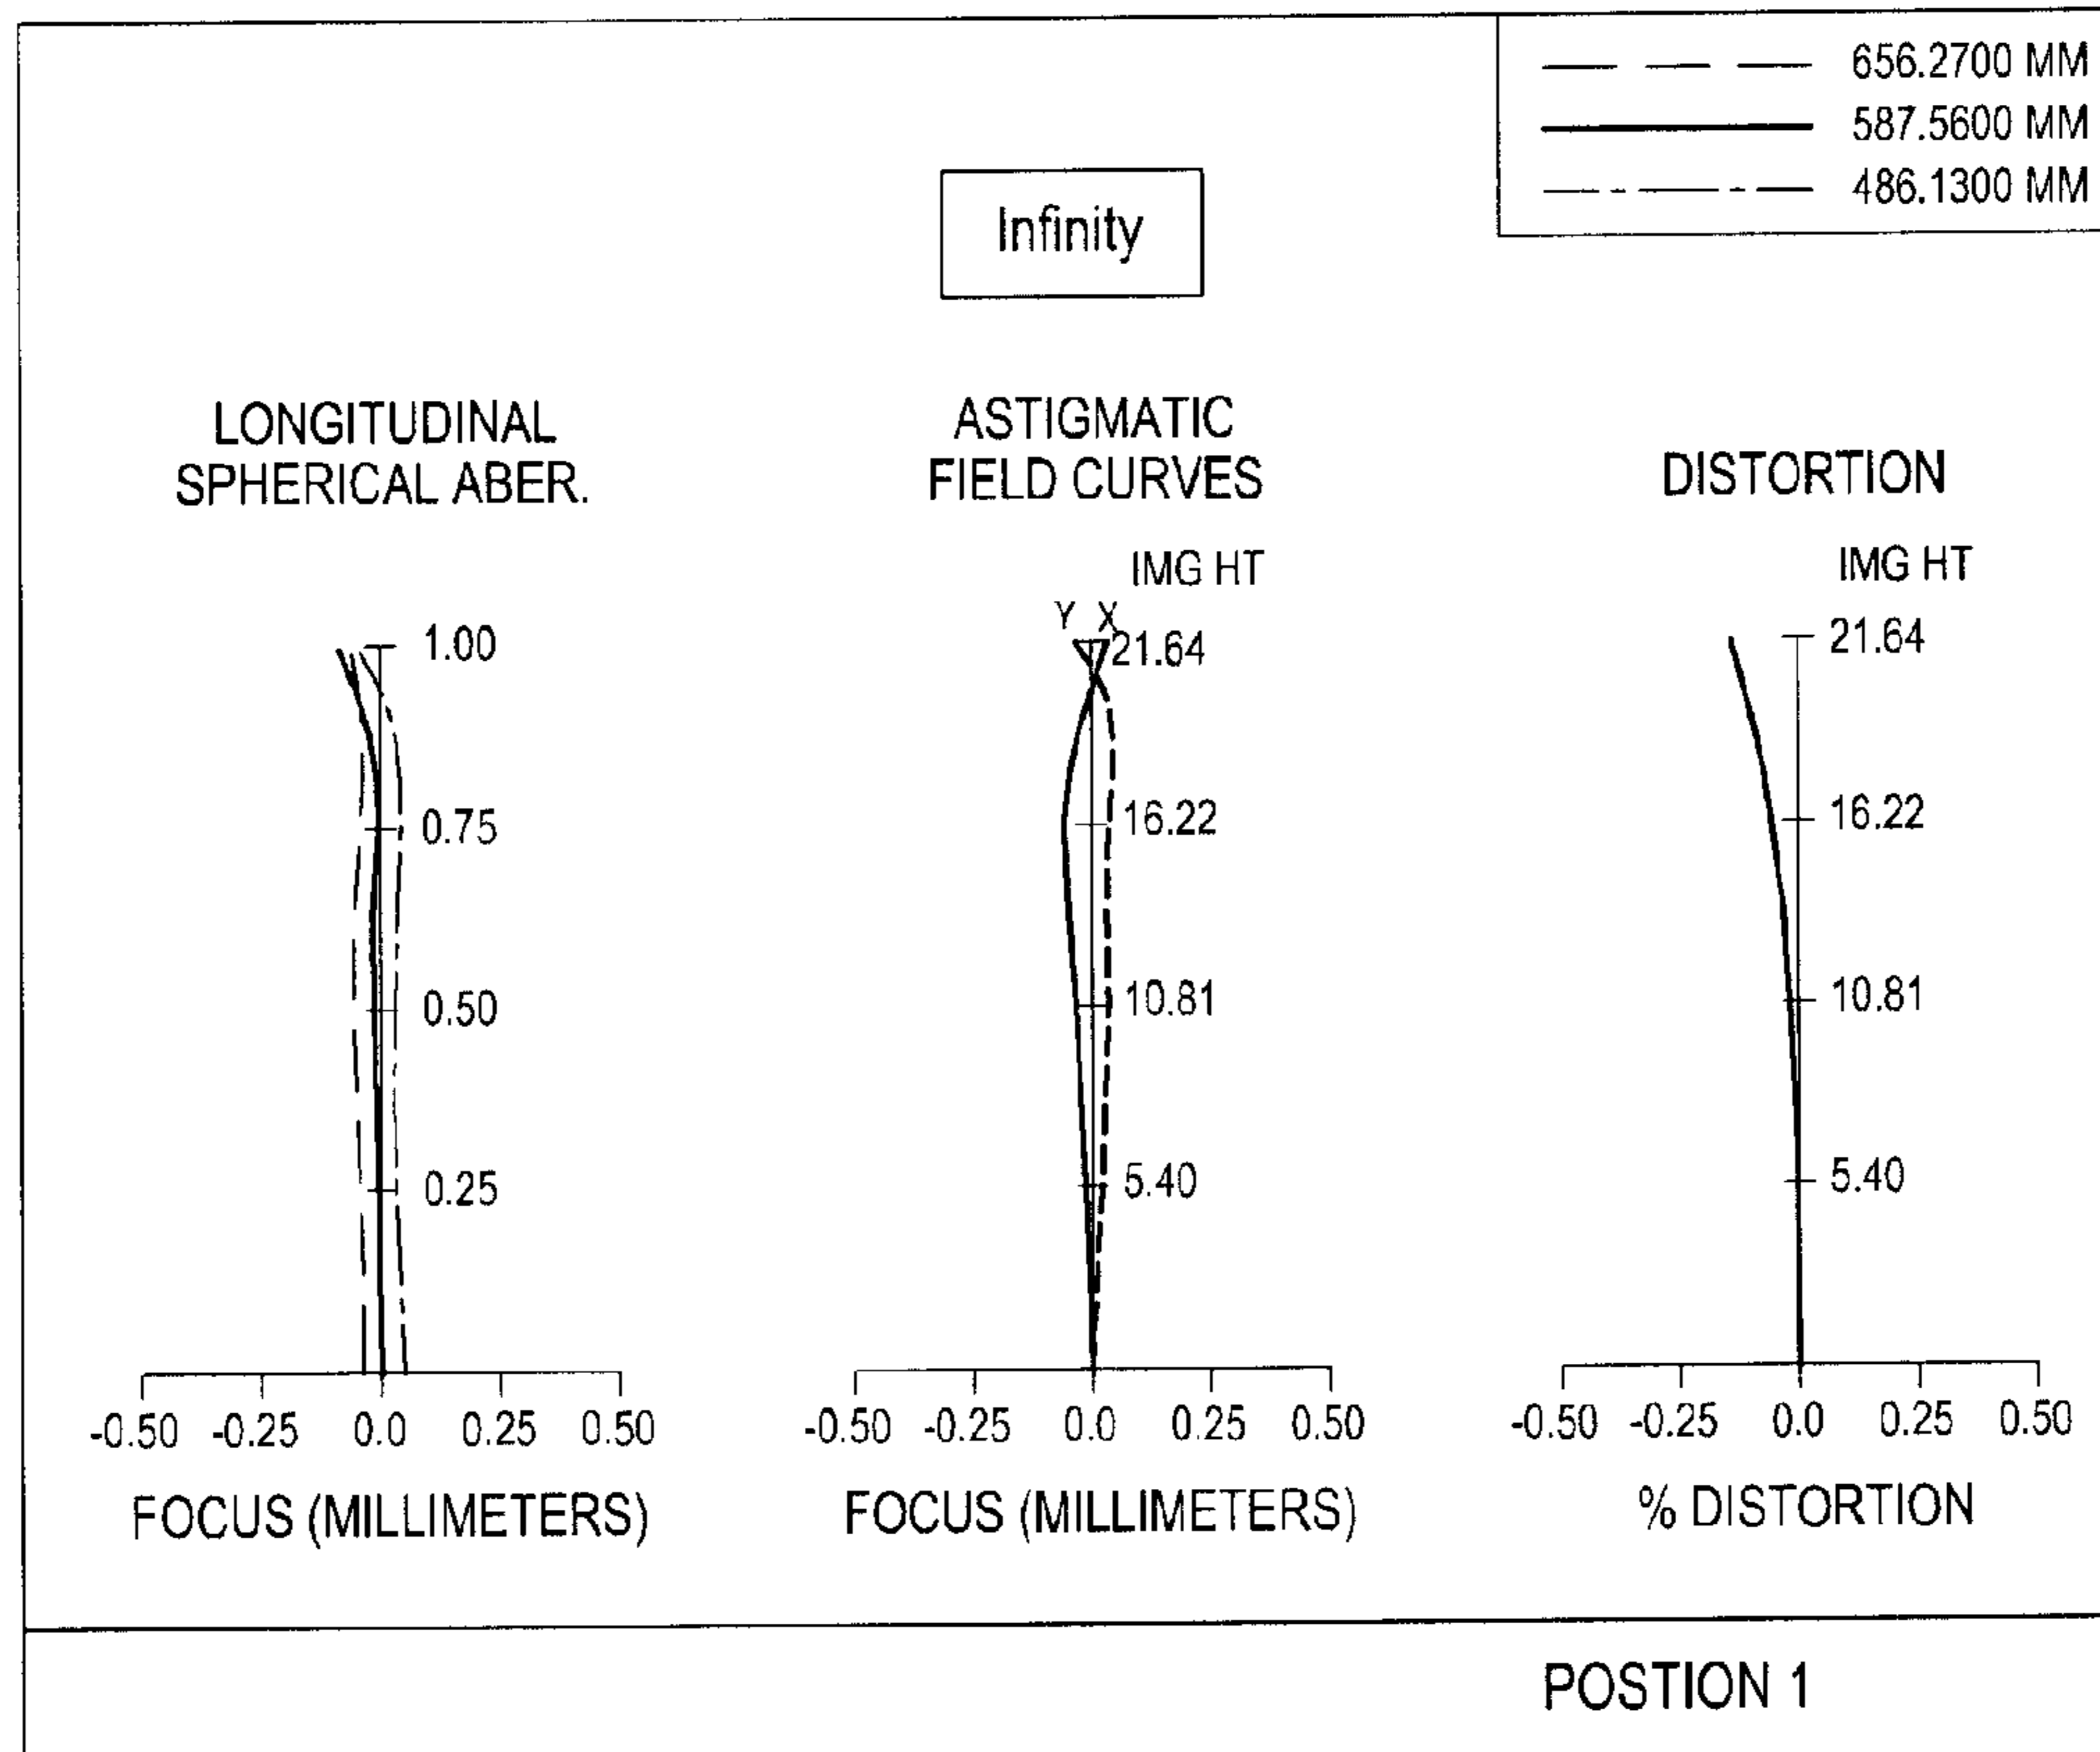 656.2700 MM
587.5600 MM
486.1300 MM
Infinity
LONGITUDINAL
SPHERICAL ABER.
1.00
0.75
0.50
0.25
-0.50 -0.25 0.0 0.25 0.50
FOCUS (MILLIMETERS)
ASTIGMATIC
FIELD CURVES
IMG HT
Y X
21.64
16.22
10.81
5.40
-0.50 -0.25 0.0 0.25 0.50
FOCUS (MILLIMETERS)
DISTORTION
IMG HT
21.64
16.22
10.81
5.40
-0.50 -0.25 0.0 0.25 0.50
% DISTORTION
POSTION 1